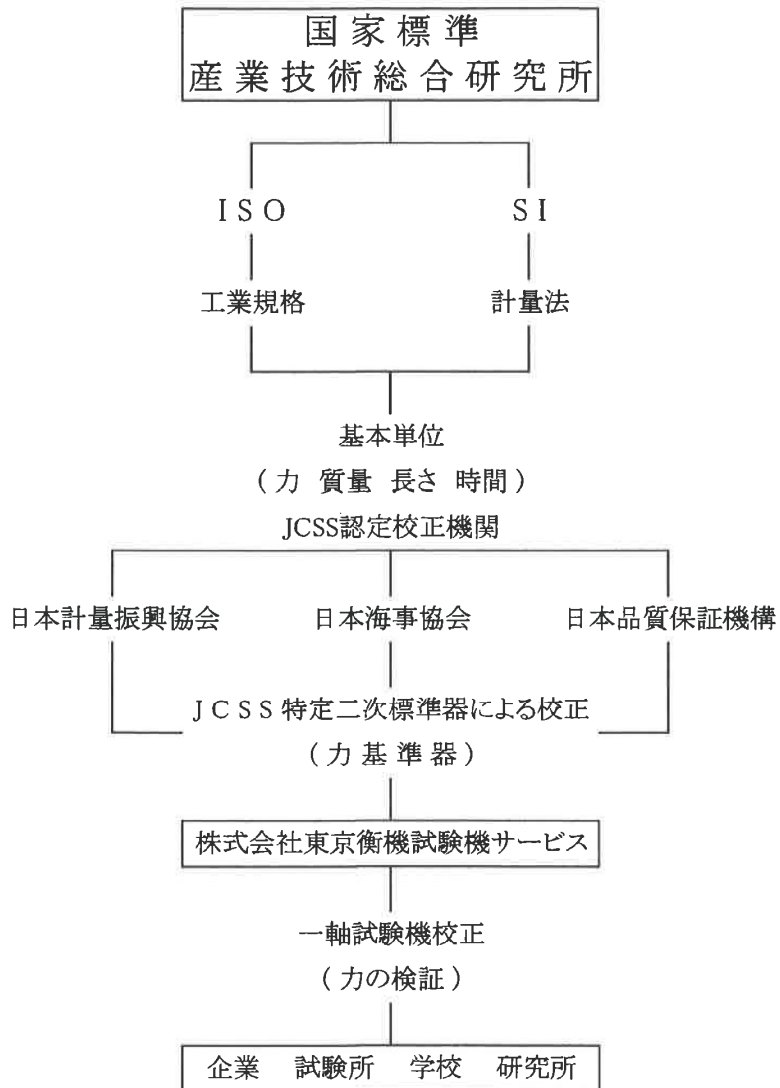 国家標準
産業技術総合研究所
ISO SI
工業規格 計量法
基本単位
(力 質量 長さ 時間)
JCSS認定校正機関
日本計量振興協会 日本海事協会 日本品質保証機構
JCSS特定二次標準器による校正
(力基準器)
株式会社東京衡機試験機サービス
一軸試験機校正
(力の検証)
企業 試験所 学校 研究所